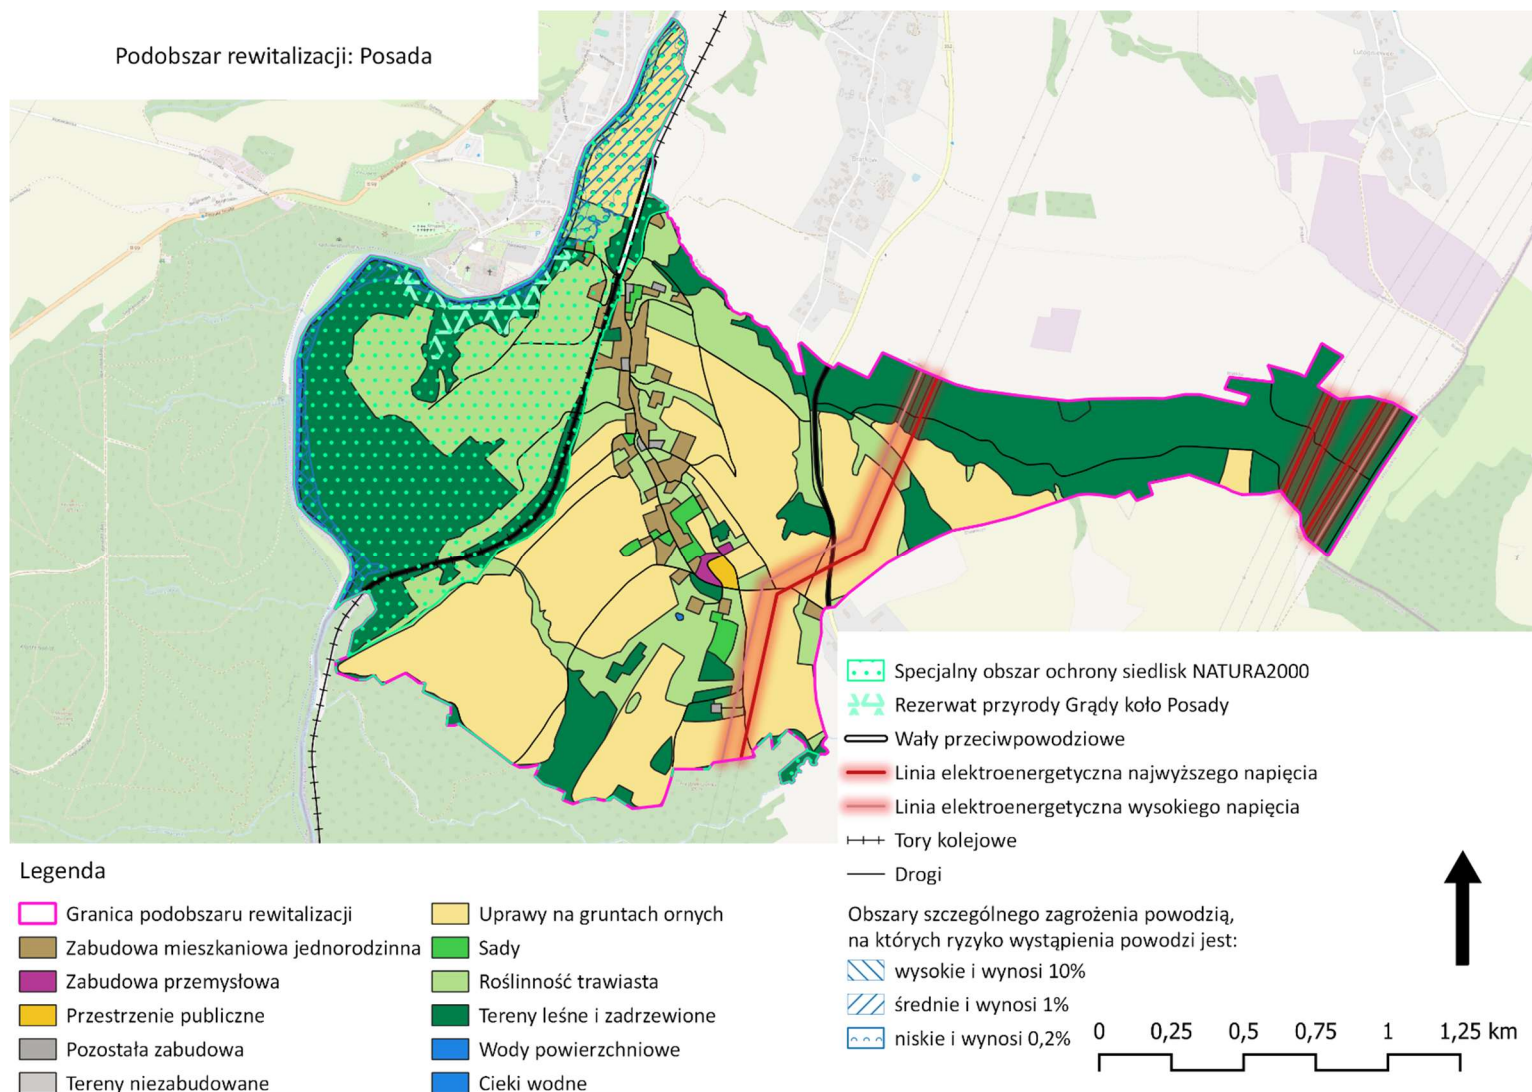 Podobszar rewitalizacji: Posada
Specjalny obszar ochrony siedlisk NATURA2000
Rezerwat przyrody Grądy koło Posady
Wały przeciwpowodziowe
Linia elektroenergetyczna najwyższego napięcia
Linia elektroenergetyczna wysokiego napięcia
Tory kolejowe
Drogi
Obszary szczególnego zagrożenia powodzią,
na których ryzyko wystąpienia powodzi jest:
wysokie i wynosi 10%
średnie i wynosi 1%
niskie i wynosi 0,2%
0 0,25 0,5 0,75 1 1,25 km
Legenda
Granica podobszaru rewitalizacji
Zabudowa mieszkaniowa jednorodzinna
Zabudowa przemysłowa
Przestrzenie publiczne
Pozostała zabudowa
Tereny niezabudowane
Uprawy na gruntach ornych
Sady
Roślinność trawiasta
Tereny leśne i zadrzewione
Wody powierzchniowe
Cieki wodne